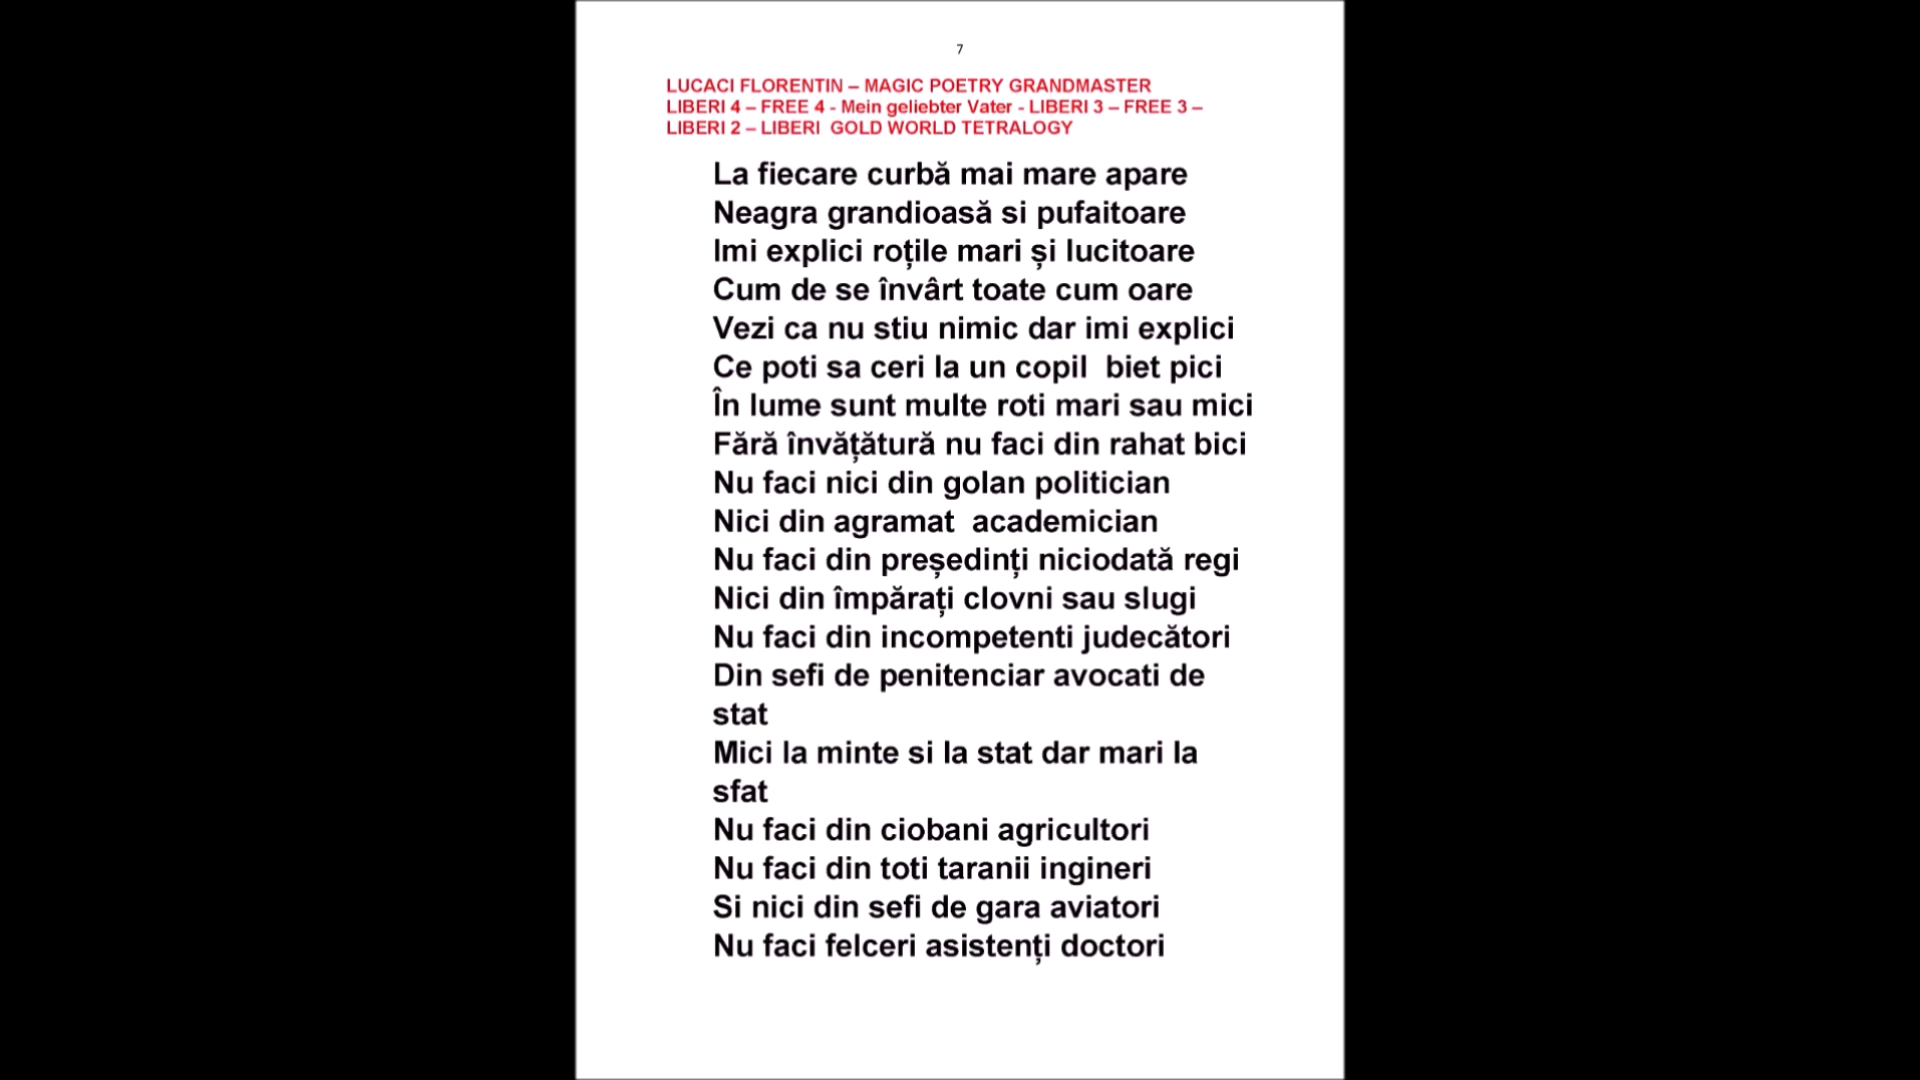 7
LUCACI FLORENTIN – MAGIC POETRY GRANDMASTER
LIBERI 4 – FREE 4 - Mein geliebter Vater - LIBERI 3 – FREE 3 –
LIBERI 2 – LIBERI  GOLD WORLD TETRALOGY
La fiecare curbă mai mare apare
Neagra grandioasă si pufaitoare
Imi explici roțile mari și lucitoare
Cum de se învârt toate cum oare
Vezi ca nu stiu nimic dar imi explici
Ce poti sa ceri la un copil  biet pici
În lume sunt multe roti mari sau mici
Fără învățătură nu faci din rahat bici
Nu faci nici din golan politician
Nici din agramat  academician
Nu faci din președinți niciodată regi
Nici din împărați clovni sau slugi
Nu faci din incompetenti judecători
Din sefi de penitenciar avocati de
stat
Mici la minte si la stat dar mari la
sfat
Nu faci din ciobani agricultori
Nu faci din toti taranii ingineri
Si nici din sefi de gara aviatori
Nu faci felceri asistenți doctori